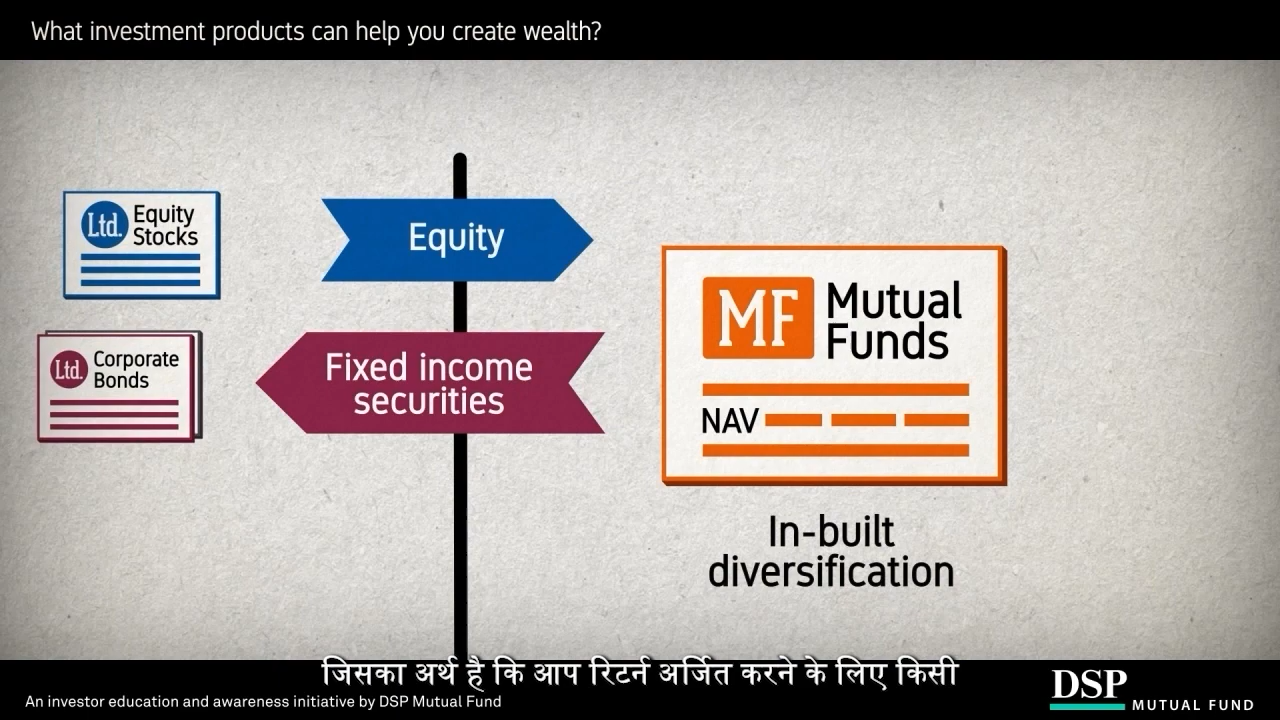 What investment products can help you create wealth?
Ltd. Equity
Stocks
Equity
Ltd. Corporate
Bonds
Fixed income
securities
MF Mutual
Funds
NAV
In-built
diversification
जिसका अर्थ है कि आप रिटर्न अर्जित करने के लिए किसी
An investor education and awareness initiative by DSP Mutual Fund
DSP
MUTUAL FUND